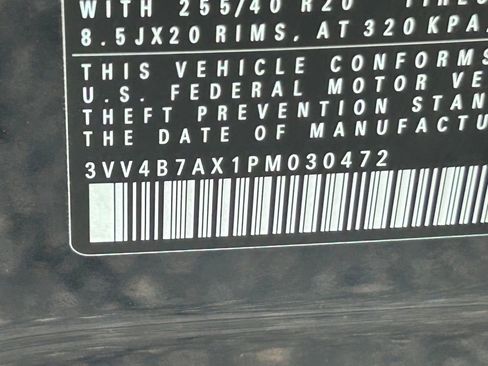 WITH 255/40 R20
8.5JX20 RIMS, AT 320 KPA
THIS VEHICLE CONFORMS
U.S. FEDERAL MOTOR VE
THEFT PREVENTION STAN
THE DATE OF MANUFACTU
3VV4B7AX1PM030472